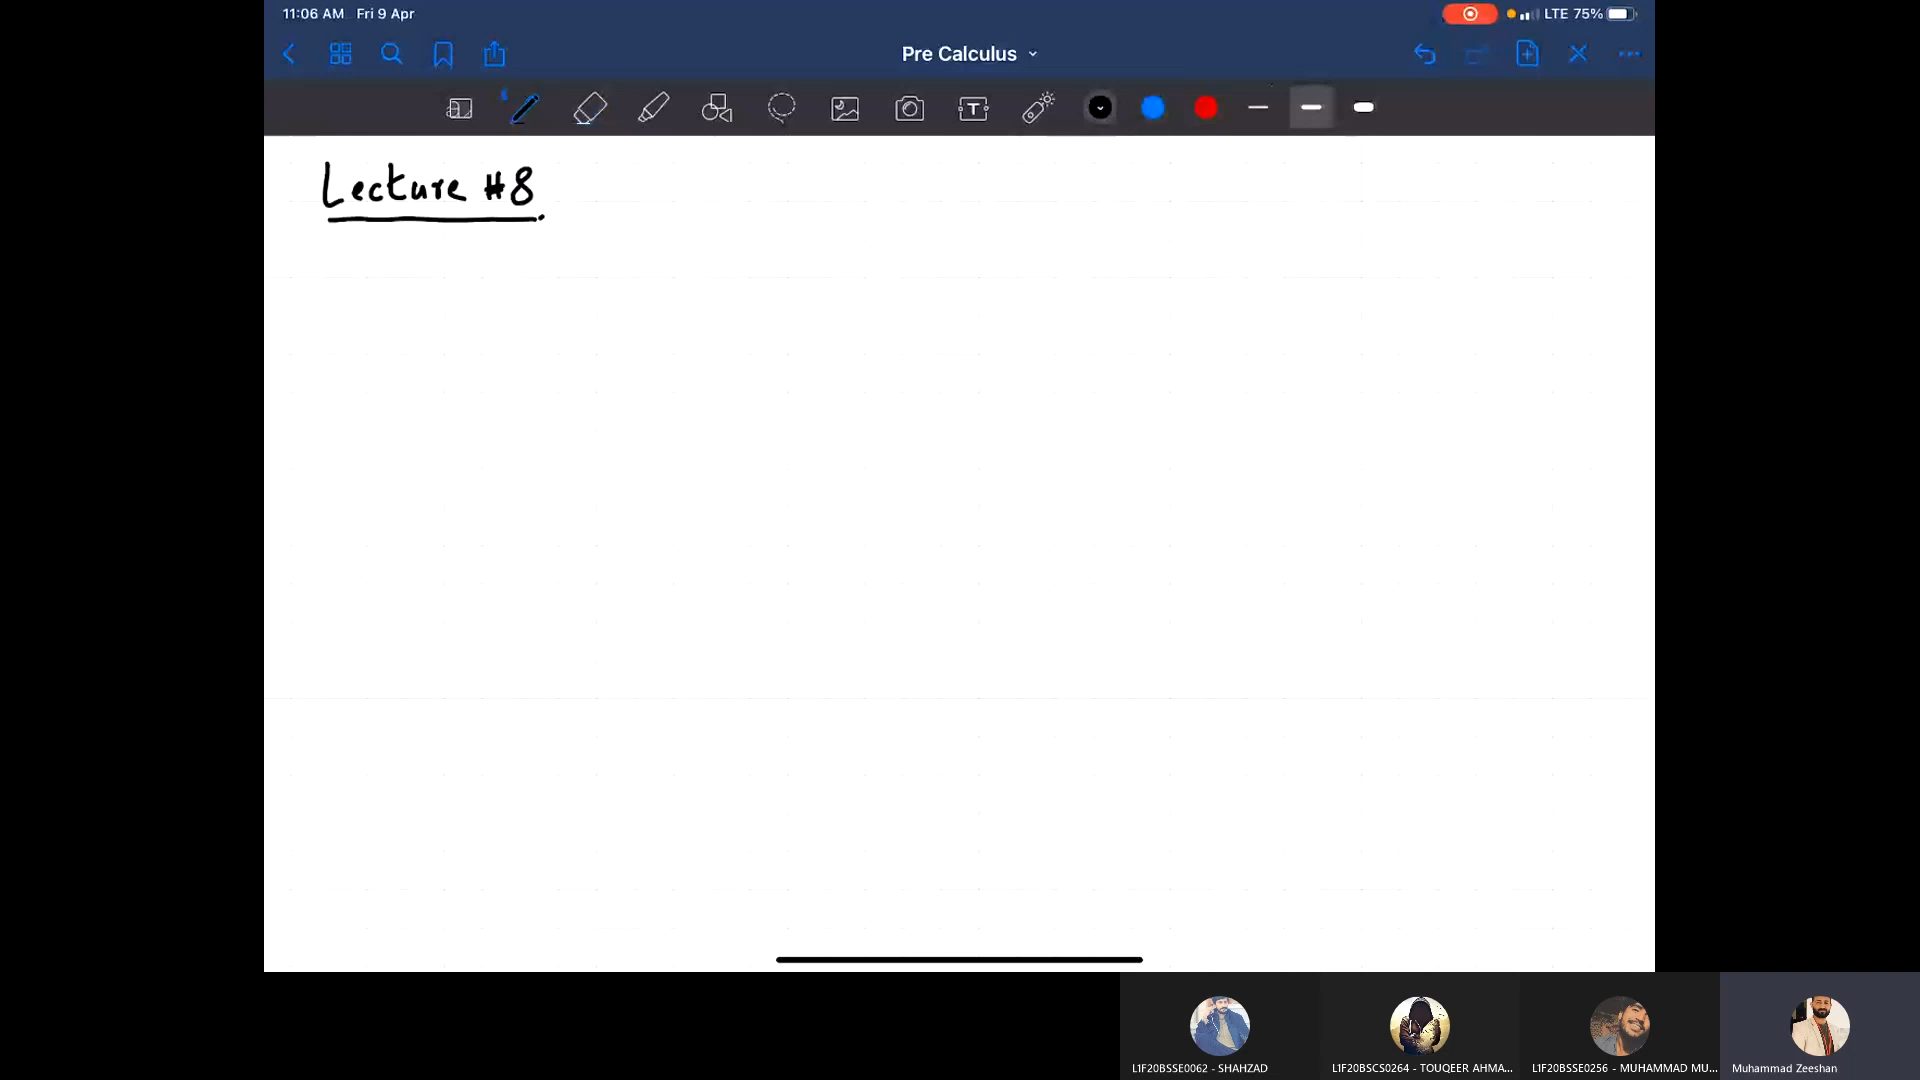 11:06 AM Fri 9 Apr
LTE 75%
Pre Calculus
T
Lecture #8
L1F20BSSE0062 - SHAHZAD
L1F20BSCS0264 - TOUQEER AHMA...
L1F20BSSE0256 - MUHAMMAD MU...
Muhammad Zeeshan